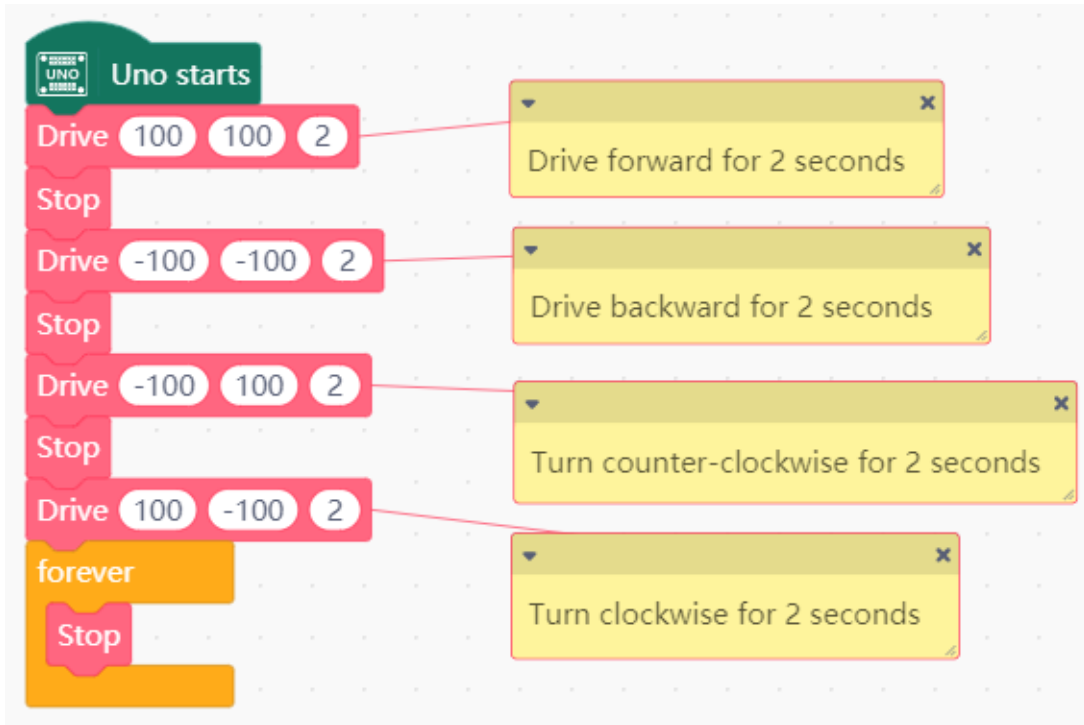 UNO Uno starts
Drive 100 100 2
Drive forward for 2 seconds
Stop
Drive -100 -100 2
Drive backward for 2 seconds
Stop
Drive -100 100 2
Turn counter-clockwise for 2 seconds
Stop
Drive 100 -100 2
forever
Turn clockwise for 2 seconds
Stop